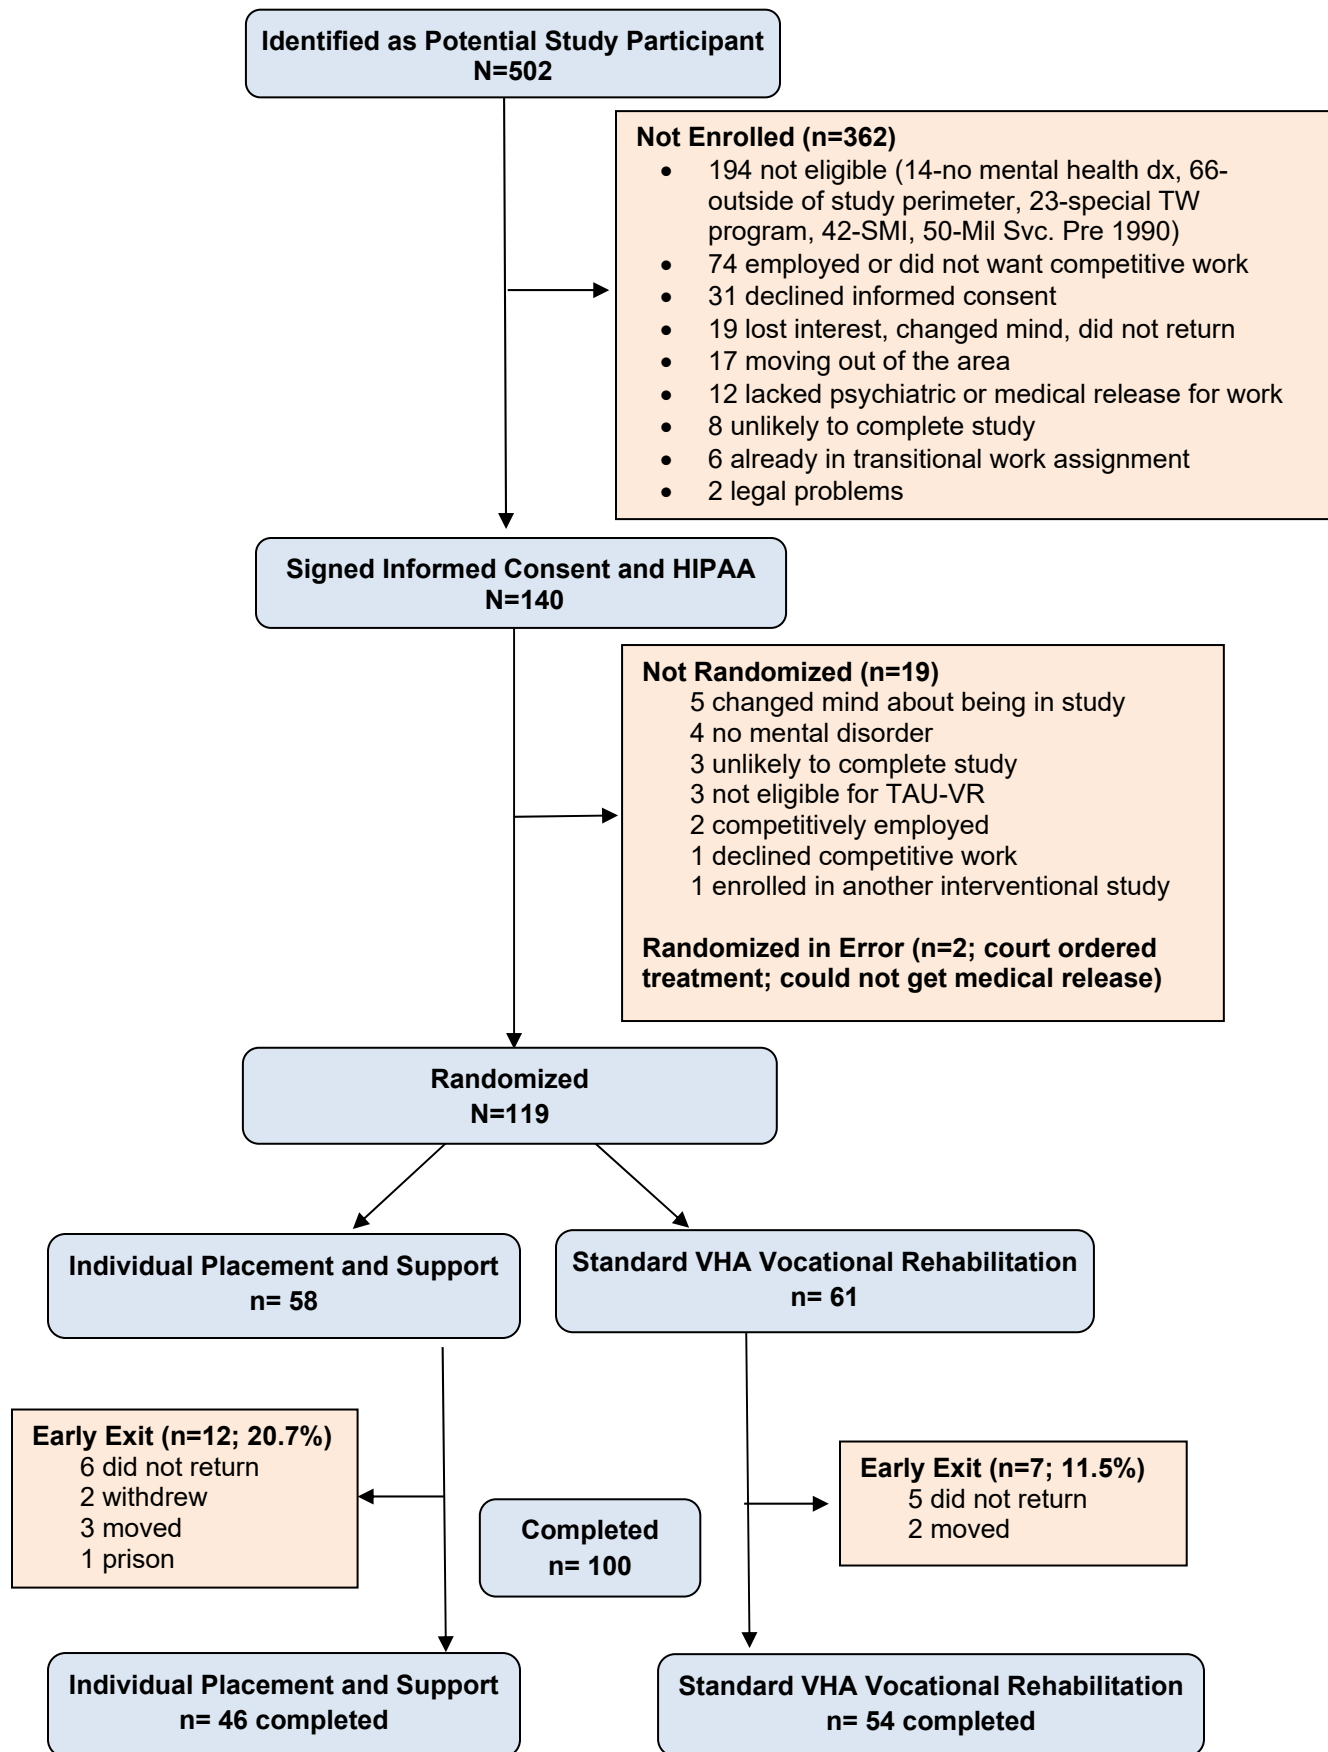 Identified as Potential Study Participant
N=502
Not Enrolled (n=362)
• 194 not eligible (14-no mental health dx, 66-
outside of study perimeter, 23-special TW
program, 42-SMI, 50-Mil Svc. Pre 1990)
• 74 employed or did not want competitive work
• 31 declined informed consent
• 19 lost interest, changed mind, did not return
• 17 moving out of the area
• 12 lacked psychiatric or medical release for work
• 8 unlikely to complete study
• 6 already in transitional work assignment
• 2 legal problems
Signed Informed Consent and HIPAA
N=140
Not Randomized (n=19)
5 changed mind about being in study
4 no mental disorder
3 unlikely to complete study
3 not eligible for TAU-VR
2 competitively employed
1 declined competitive work
1 enrolled in another interventional study
Randomized in Error (n=2; court ordered
treatment; could not get medical release)
Randomized
N=119
Individual Placement and Support
n= 58
Standard VHA Vocational Rehabilitation
n= 61
Early Exit (n=12; 20.7%)
6 did not return
2 withdrew
3 moved
1 prison
Early Exit (n=7; 11.5%)
5 did not return
2 moved
Completed
n= 100
Individual Placement and Support
n= 46 completed
Standard VHA Vocational Rehabilitation
n= 54 completed